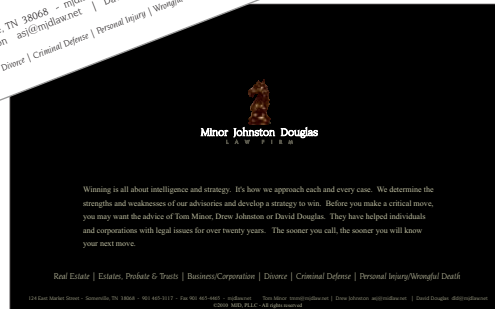 TN 38068 - mjdlaw.net | 
asj@mjdlaw.net | D
Divorce | Criminal Defense | Personal Injury / Wrongful
Minor Johnston Douglas
LAW FIRM
Winning is all about intelligence and strategy. It's how we approach each and every case. We determine the
strengths and weaknesses of our advisories and develop a strategy to win. Before you make a critical move,
you may want the advice of Tom Minor, Drew Johnston or David Douglas. They have helped individuals
and corporations with legal issues for over twenty years. The sooner you call, the sooner you will know
your next move.
Real Estate | Estates, Probate & Trusts | Business/Corporation | Divorce | Criminal Defense | Personal Injury/Wrongful Death
124 East Market Street - Somerville, TN 38068 - 901 465-3117 - Fax 901 465-4465 - mjdlaw.net Tom Minor | Drew Johnston asj@mjdlaw.net | David Douglas
©2010 MJD, PLLC - All rights reserved